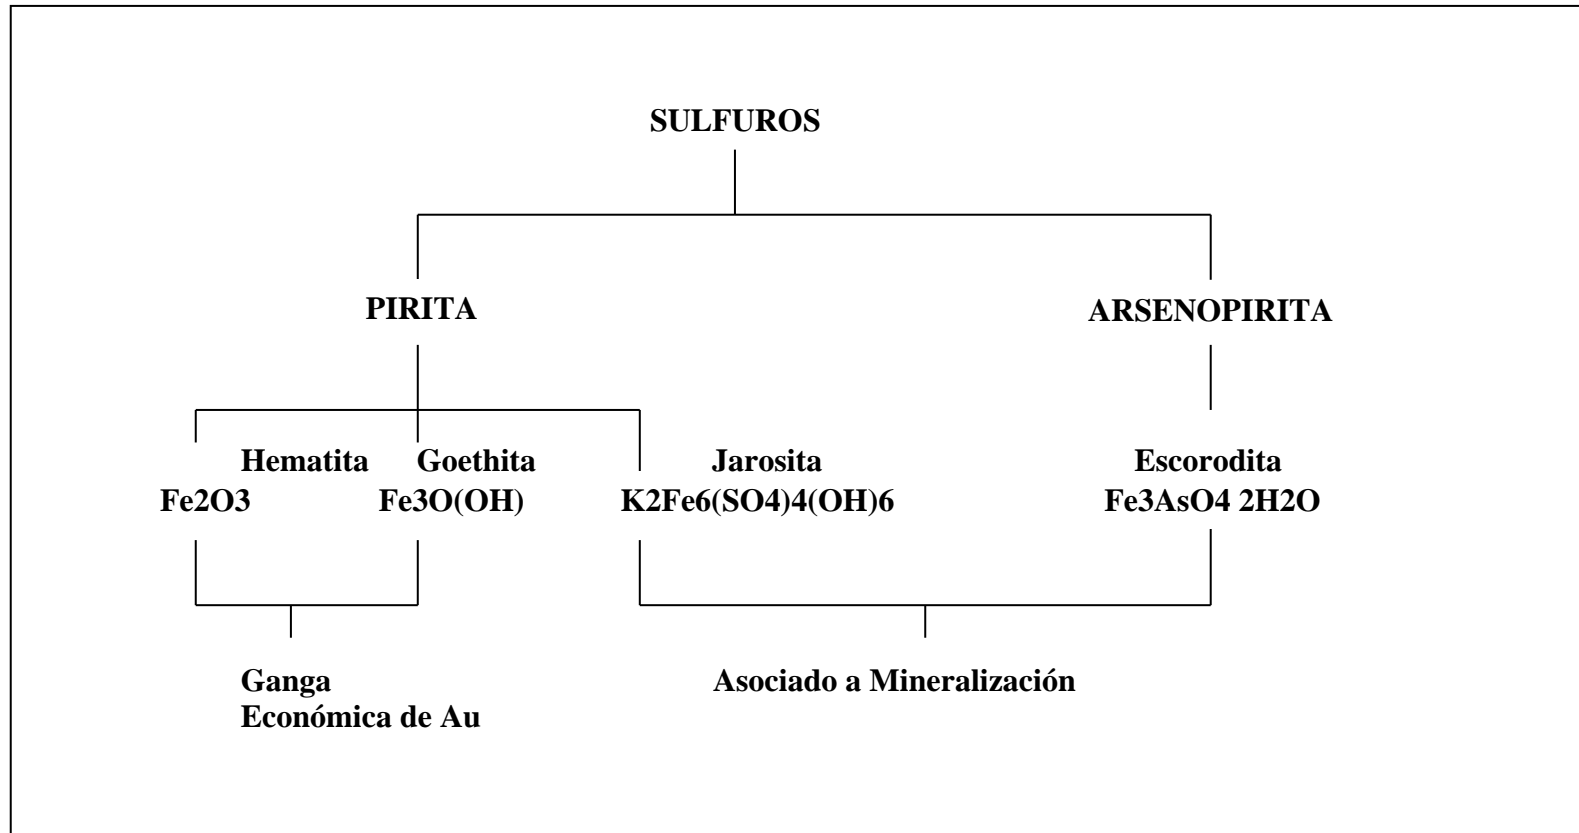 SULFUROS
PIRITA
ARSENOPIRITA
Hematita Goethita Jarosita Escorodita
Fe2O3 Fe3O(OH) K2Fe6(SO4)4(OH)6 Fe3AsO4 2H2O
Ganga
Económica de Au
Asociado a Mineralización